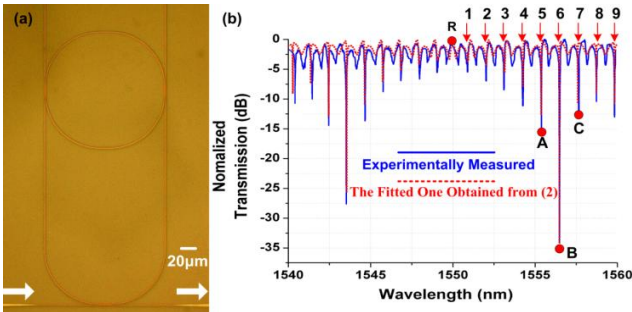 (a)
20μm
(b)
R 1 2 3 4 5 6 7 8 9
Nomalized
Transmission (dB)
0
-5
-10
-15
-20
-25
-30
-35
A
C
B
Experimentally Measured
The Fitted One Obtained from (2)
1540 1545 1550 1555 1560
Wavelength (nm)